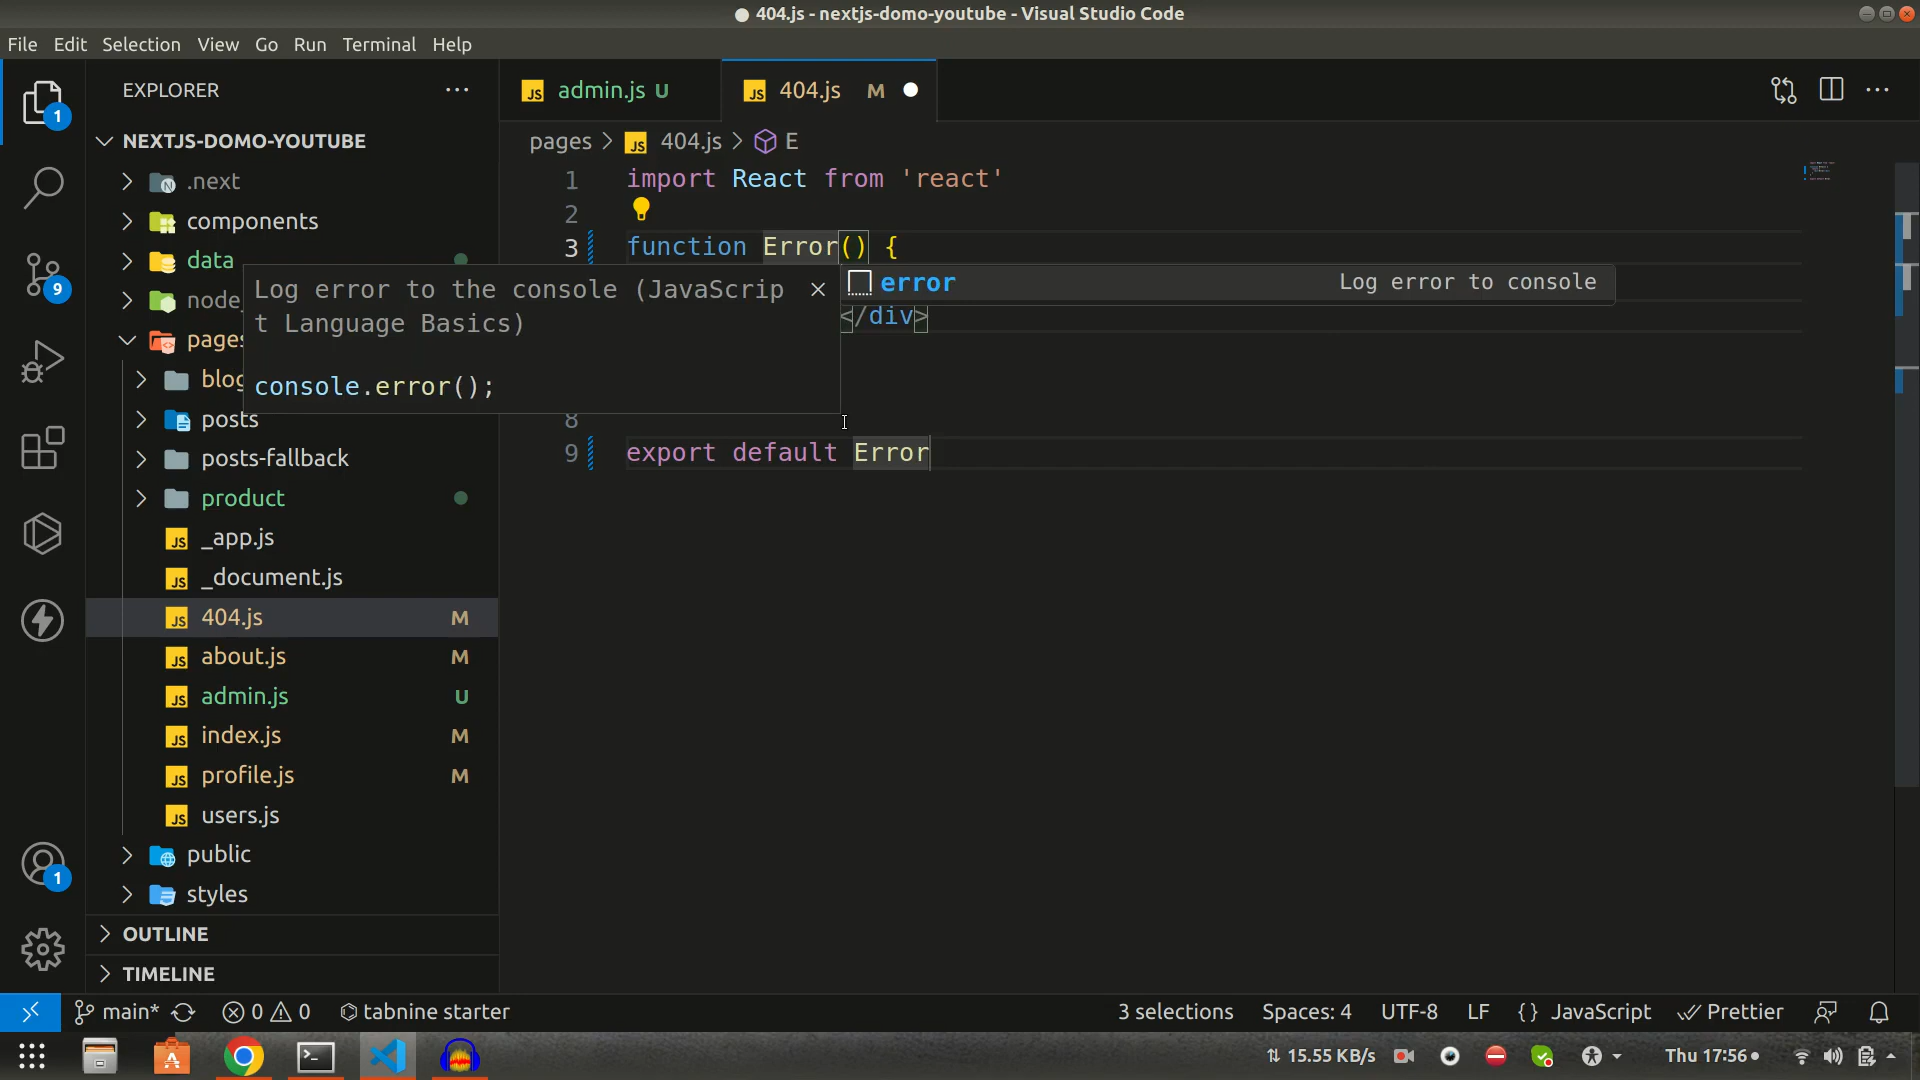 404.js - nextjs-domo-youtube - Visual Studio Code
File Edit Selection View Go Run Terminal Help
EXPLORER
NEXTJS-DOMO-YOUTUBE
.next
components
data
node_
pages
blog
posts
posts-fallback
product
_app.js
_document.js
404.js M
about.js M
admin.js U
index.js M
profile.js M
users.js
public
styles
OUTLINE
TIMELINE
1
9
1
admin.js U
404.js M
pages > 404.js > E
1 import React from 'react'
2
3 function Error() {
error Log error to console
Log error to the console (JavaScrip
t Language Basics)
console.error();
</div>
8
9 export default Error
main* 0 0 tabnine starter
3 selections Spaces: 4 UTF-8 LF {} JavaScript Prettier
15.55 KB/s Thu 17:56